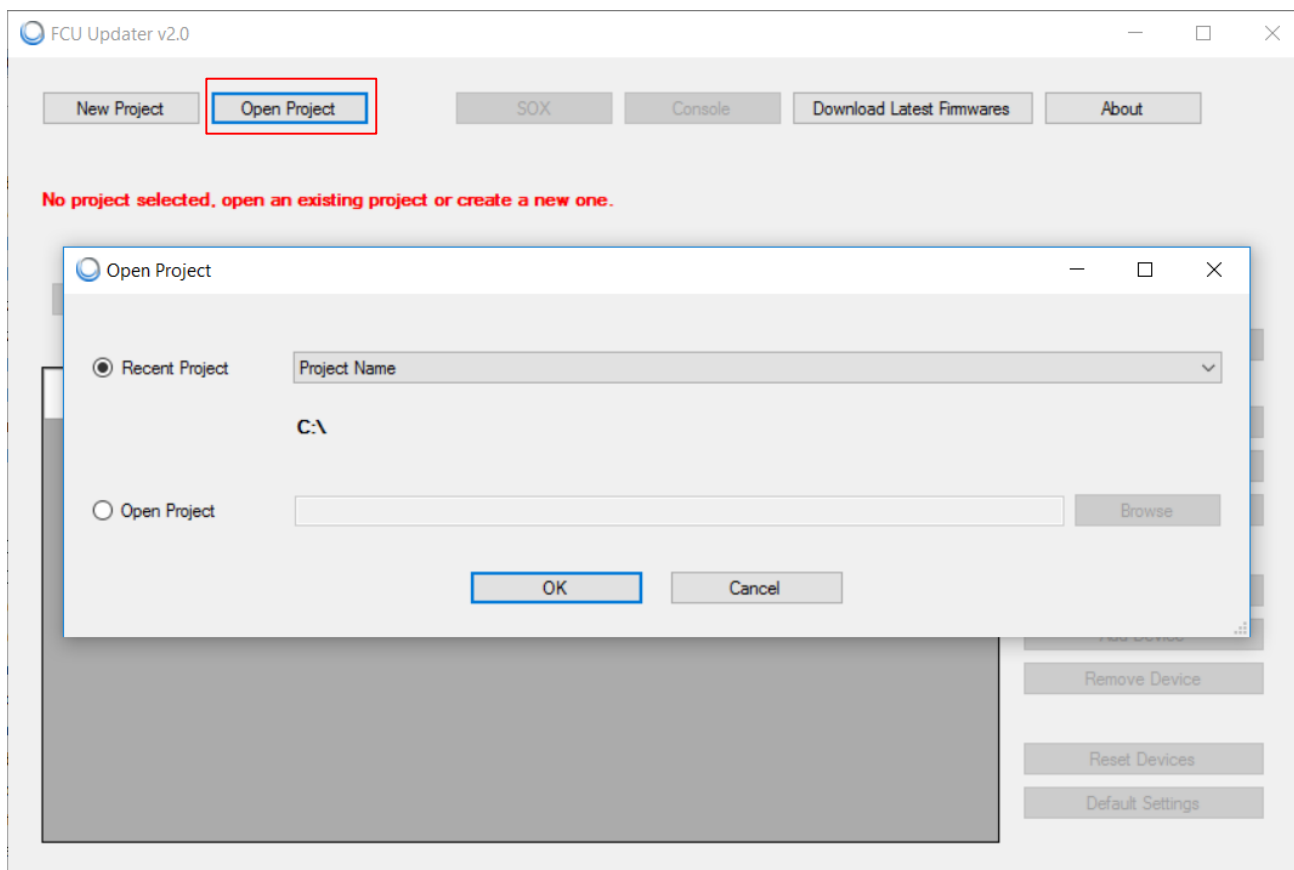 FCU Updater v2.0
New Project Open Project SOX Console Download Latest Firmwares About
No project selected, open an existing project or create a new one.
Open Project
Recent Project Project Name
C:\
Open Project Browse
OK Cancel
Add Device
Remove Device
Reset Devices
Default Settings